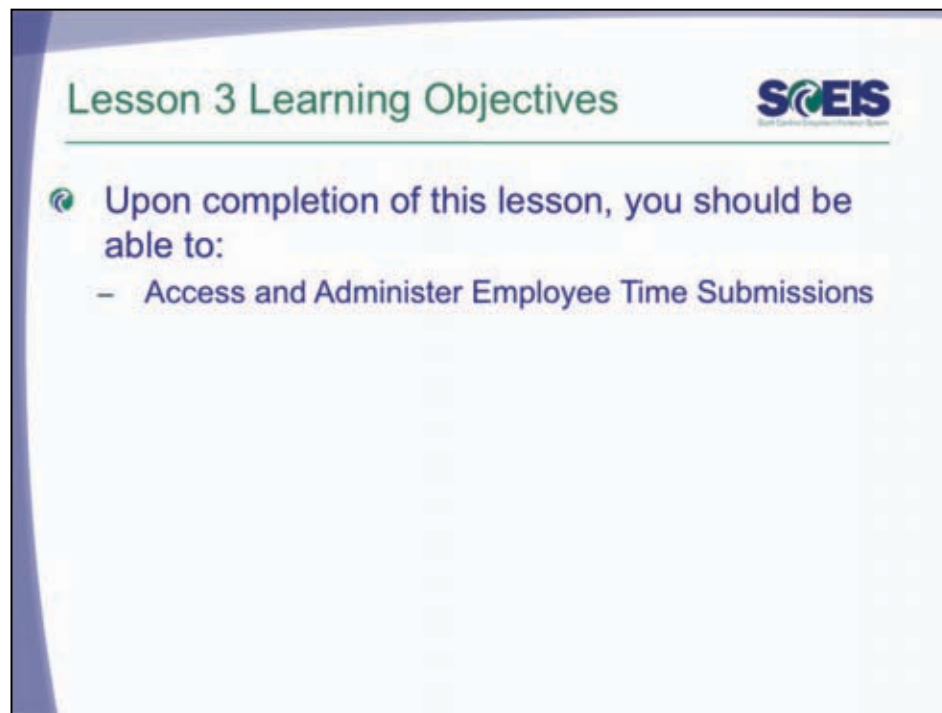 Lesson 3 Learning Objectives
SCEIS
Upon completion of this lesson, you should be
able to:
– Access and Administer Employee Time Submissions